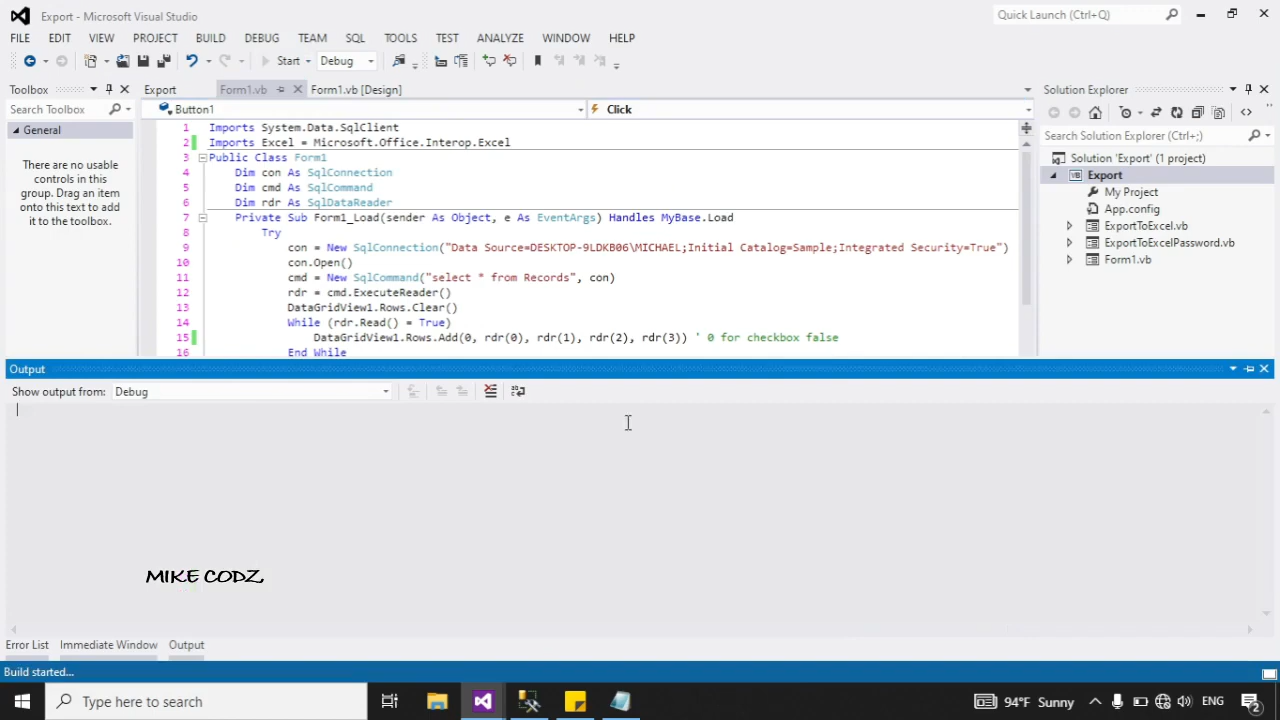 Export - Microsoft Visual Studio
Quick Launch (Ctrl+Q)
FILE EDIT VIEW PROJECT BUILD DEBUG TEAM SQL TOOLS TEST ANALYZE WINDOW HELP
Start Debug
Toolbox
Export Form1.vb Form1.vb [Design]
Solution Explorer
Search Toolbox
Button1
Click
Search Solution Explorer (Ctrl+;)
General
There are no usable
controls in this
group. Drag an item
onto this text to add
it to the toolbox.
1 Imports System.Data.SqlClient
2 Imports Excel = Microsoft.Office.Interop.Excel
3 Public Class Form1
4 Dim con As SqlConnection
5 Dim cmd As SqlCommand
6 Dim rdr As SqlDataReader
7 Private Sub Form1_Load(sender As Object, e As EventArgs) Handles MyBase.Load
8 Try
9 con = New SqlConnection("Data Source=DESKTOP-9LDKB06\MICHAEL;Initial Catalog=Sample;Integrated Security=True")
10 con.Open()
11 cmd = New SqlCommand("select * from Records", con)
12 rdr = cmd.ExecuteReader()
13 DataGridView1.Rows.Clear()
14 While (rdr.Read() = True)
15 DataGridView1.Rows.Add(0, rdr(0), rdr(1), rdr(2), rdr(3)) ' 0 for checkbox false
16 End While
Solution 'Export' (1 project)
Export
My Project
App.config
ExportToExcel.vb
ExportToExcelPassword.vb
Form1.vb
Output
Show output from: Debug
MIKE CODZ,
Error List Immediate Window Output
Build started...
Type here to search
94°F Sunny
ENG
2